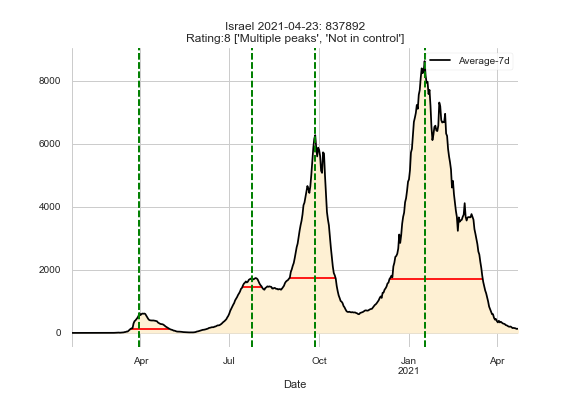 Israel 2021-04-23: 837892
Rating:8 ['Multiple peaks', 'Not in control']
Average-7d
8000
6000
4000
2000
0
Apr Jul Oct Jan Apr
2021
Date